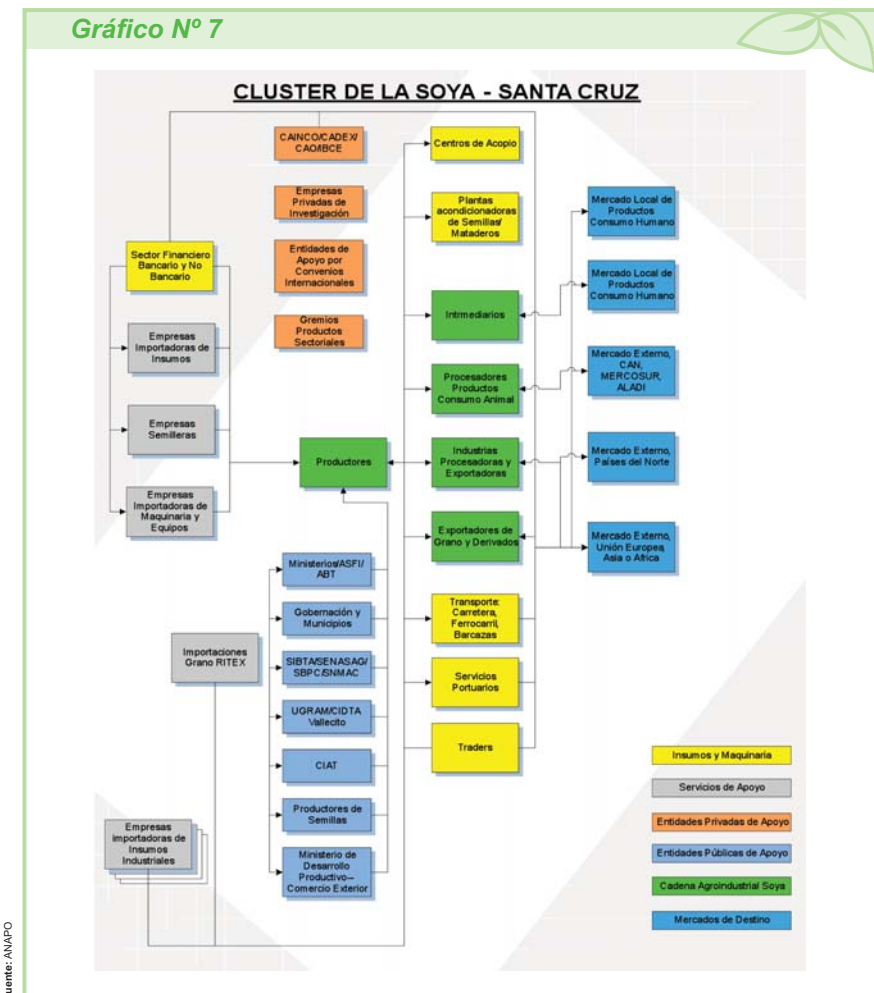 Gráfico Nº 7
CLUSTER DE LA SOYA - SANTA CRUZ
CAINCO/CADEX/
CAO/IBCE
Empresas
Privadas de
Investigación
Entidades de
Apoyo por
Convenios
Internacionales
Gremios
Productos
Sectoriales
Sector Financiero
Bancario y No
Bancario
Empresas
Importadoras de
Insumos
Empresas
Semilleras
Empresas
Importadoras de
Maquinaria y
Equipos
Productores
Centros de Acopio
Plantas
acondicionadoras
de Semillas/
Mataderos
Intrmediarios
Procesadores
Productos
Consumo Animal
Industrias
Procesadoras y
Exportadoras
Exportadores de
Grano y Derivados
Transporte:
Carretera,
Ferrocarril,
Barcazas
Servicios
Portuarios
Traders
Mercado Local de
Productos
Consumo Humano
Mercado Local de
Productos
Consumo Humano
Mercado Externo,
CAN,
MERCOSUR,
ALADI
Mercado Externo,
Países del Norte
Mercado Externo,
Unión Europea,
Asia o Africa
Ministerios/ASFI/
ABT
Gobernación y
Municipios
SIBTA/SENASAG/
SBPC/SNMAC
UGRAM/CIDTA
Vallecito
CIAT
Productores de
Semillas
Ministerio de
Desarrollo
Productivo–
Comercio Exterior
Importaciones
Grano RITEX
Empresas
importadoras de
Insumos
Industriales
Insumos y Maquinaria
Servicios de Apoyo
Entidades Privadas de Apoyo
Entidades Públicas de Apoyo
Cadena Agroindustrial Soya
Mercados de Destino
uente: ANAPO